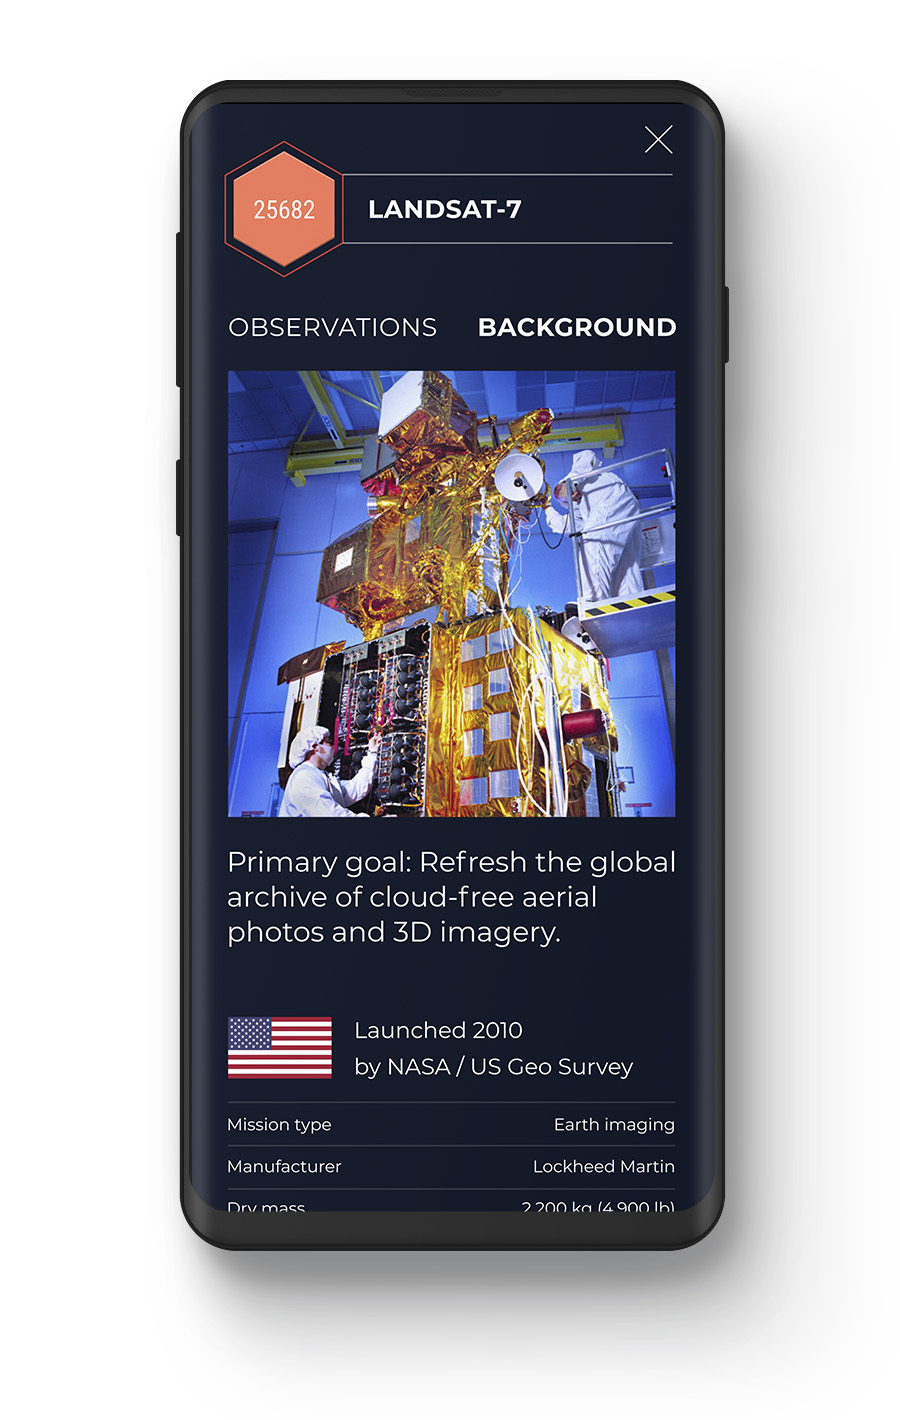 25682
LANDSAT-7
OBSERVATIONS BACKGROUND
Primary goal: Refresh the global
archive of cloud-free aerial
photos and 3D imagery.
Launched 2010
by NASA / US Geo Survey
Mission type Earth imaging
Manufacturer Lockheed Martin
Dry mass 2 200 kg (4 900 lb)